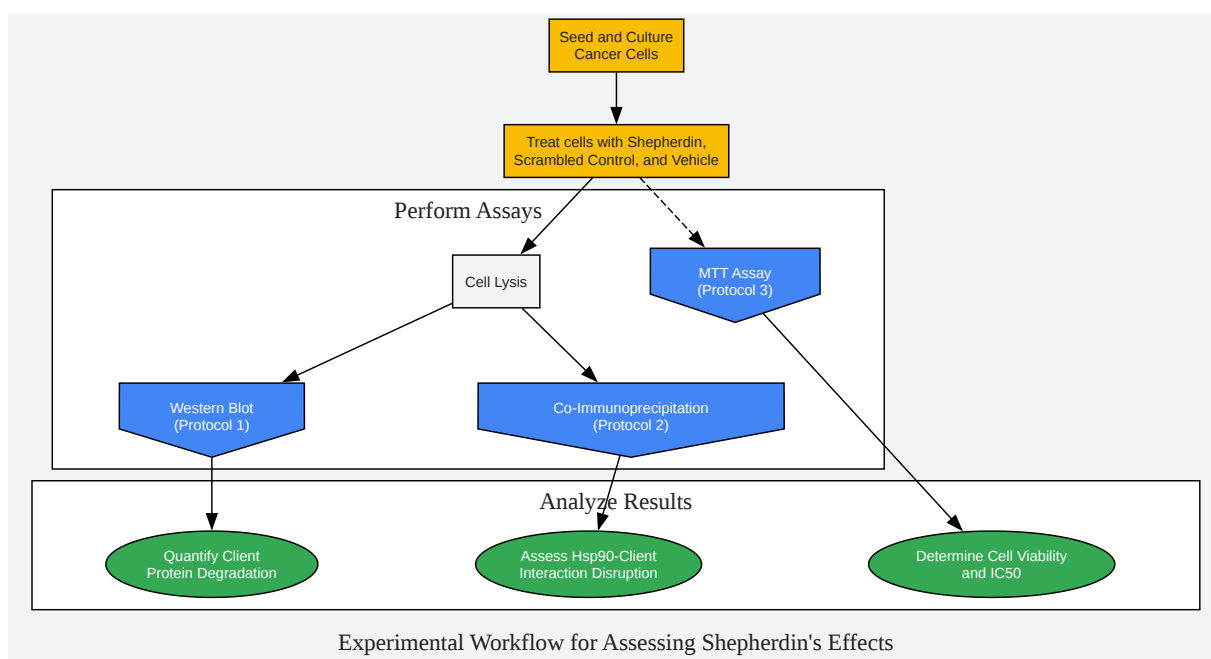 Seed and Culture
Cancer Cells
Treat cells with Shepherdin,
Scrambled Control, and Vehicle
Perform Assays
Cell Lysis
MTT Assay
(Protocol 3)
Western Blot
(Protocol 1)
Co-Immunoprecipitation
(Protocol 2)
Analyze Results
Quantify Client
Protein Degradation
Assess Hsp90-Client
Interaction Disruption
Determine Cell Viability
and IC50
Experimental Workflow for Assessing Shepherdin's Effects